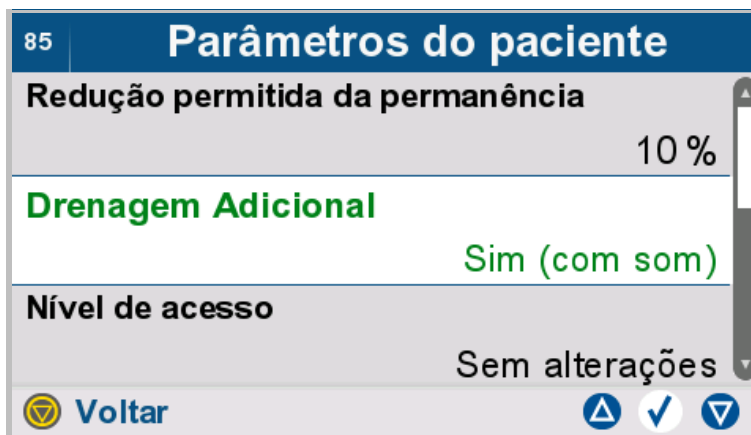 85 Parâmetros do paciente
Redução permitida da permanência
10 %
Drenagem Adicional
Sim (com som)
Nível de acesso
Sem alterações
Voltar